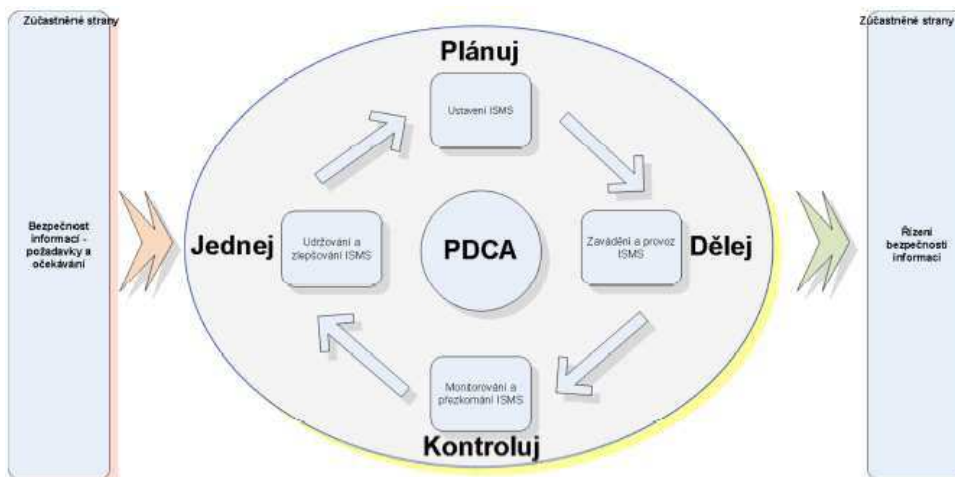 Zúčastněné strany
Bezpečnost
informací -
požadavky a
očekávání
Plánuj
Ustavení ISMS
Jednej
Udržování a
zlepšování ISMS
PDCA
Zavádění a provoz
ISMS
Dělej
Monitorování a
přezkomání ISMS
Kontroluj
Zúčastněné strany
Řízení
bezpečnosti
informací